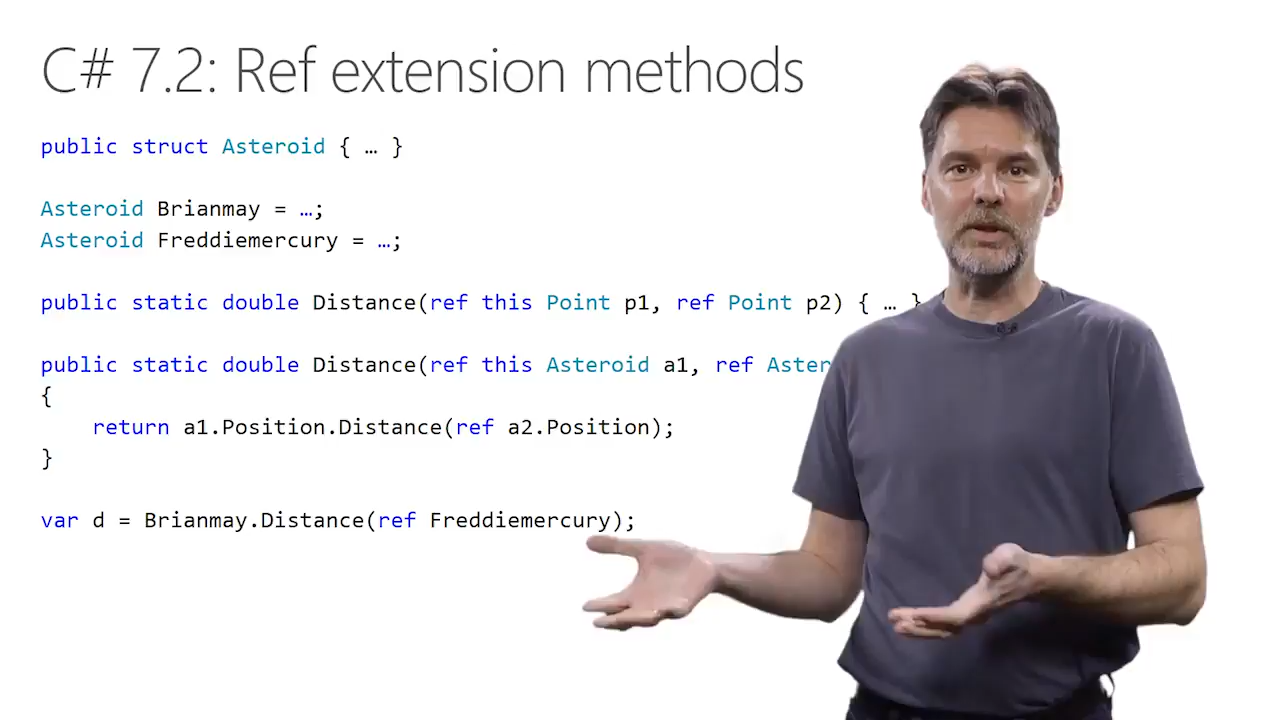 C# 7.2: Ref extension methods
public struct Asteroid { … }
Asteroid Brianmay = …;
Asteroid Freddiemercury = …;
public static double Distance(ref this Point p1, ref Point p2) { … }
public static double Distance(ref this Asteroid a1, ref Aster
{
return a1.Position.Distance(ref a2.Position);
}
var d = Brianmay.Distance(ref Freddiemercury);